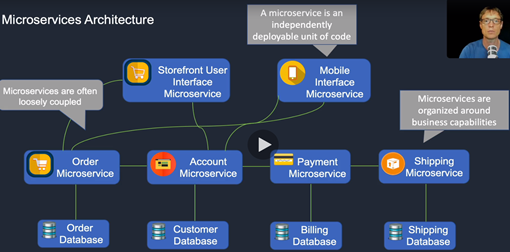 Microservices Architecture
A microservice is an
independently
deployable unit of code
Storefront User
Interface
Microservice
Mobile
Interface
Microservice
Microservices are often
loosely coupled
Microservices are
organized around
business capabilities
Order
Microservice
Account
Microservice
Payment
Microservice
Shipping
Microservice
Order
Database
Customer
Database
Billing
Database
Shipping
Database